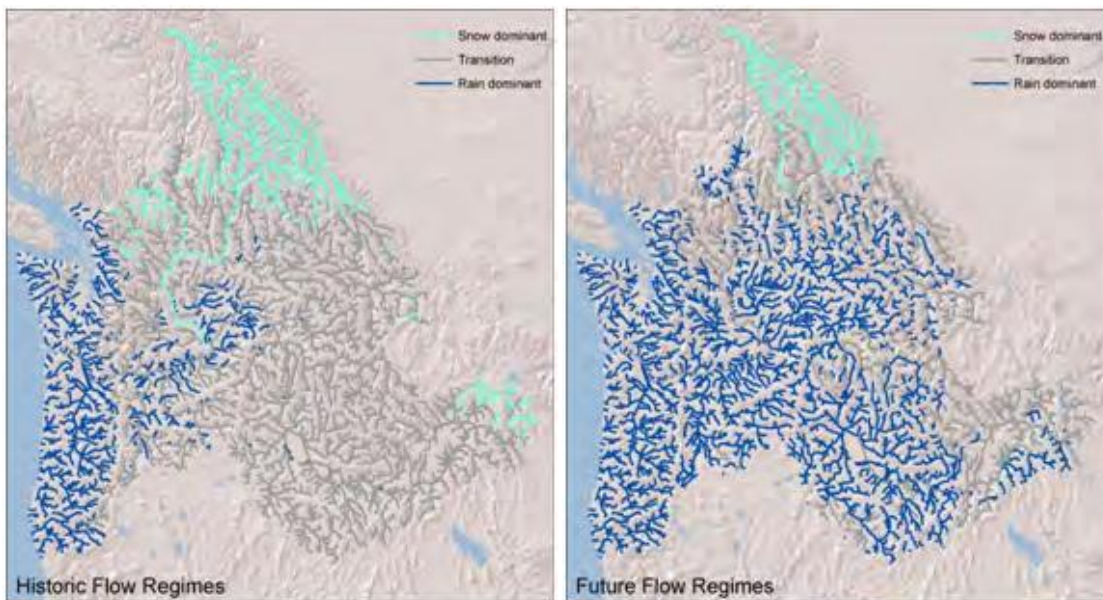 Snow dominant
Transition
Rain dominant
Historic Flow Regimes
Snow dominant
Transition
Rain dominant
Future Flow Regimes